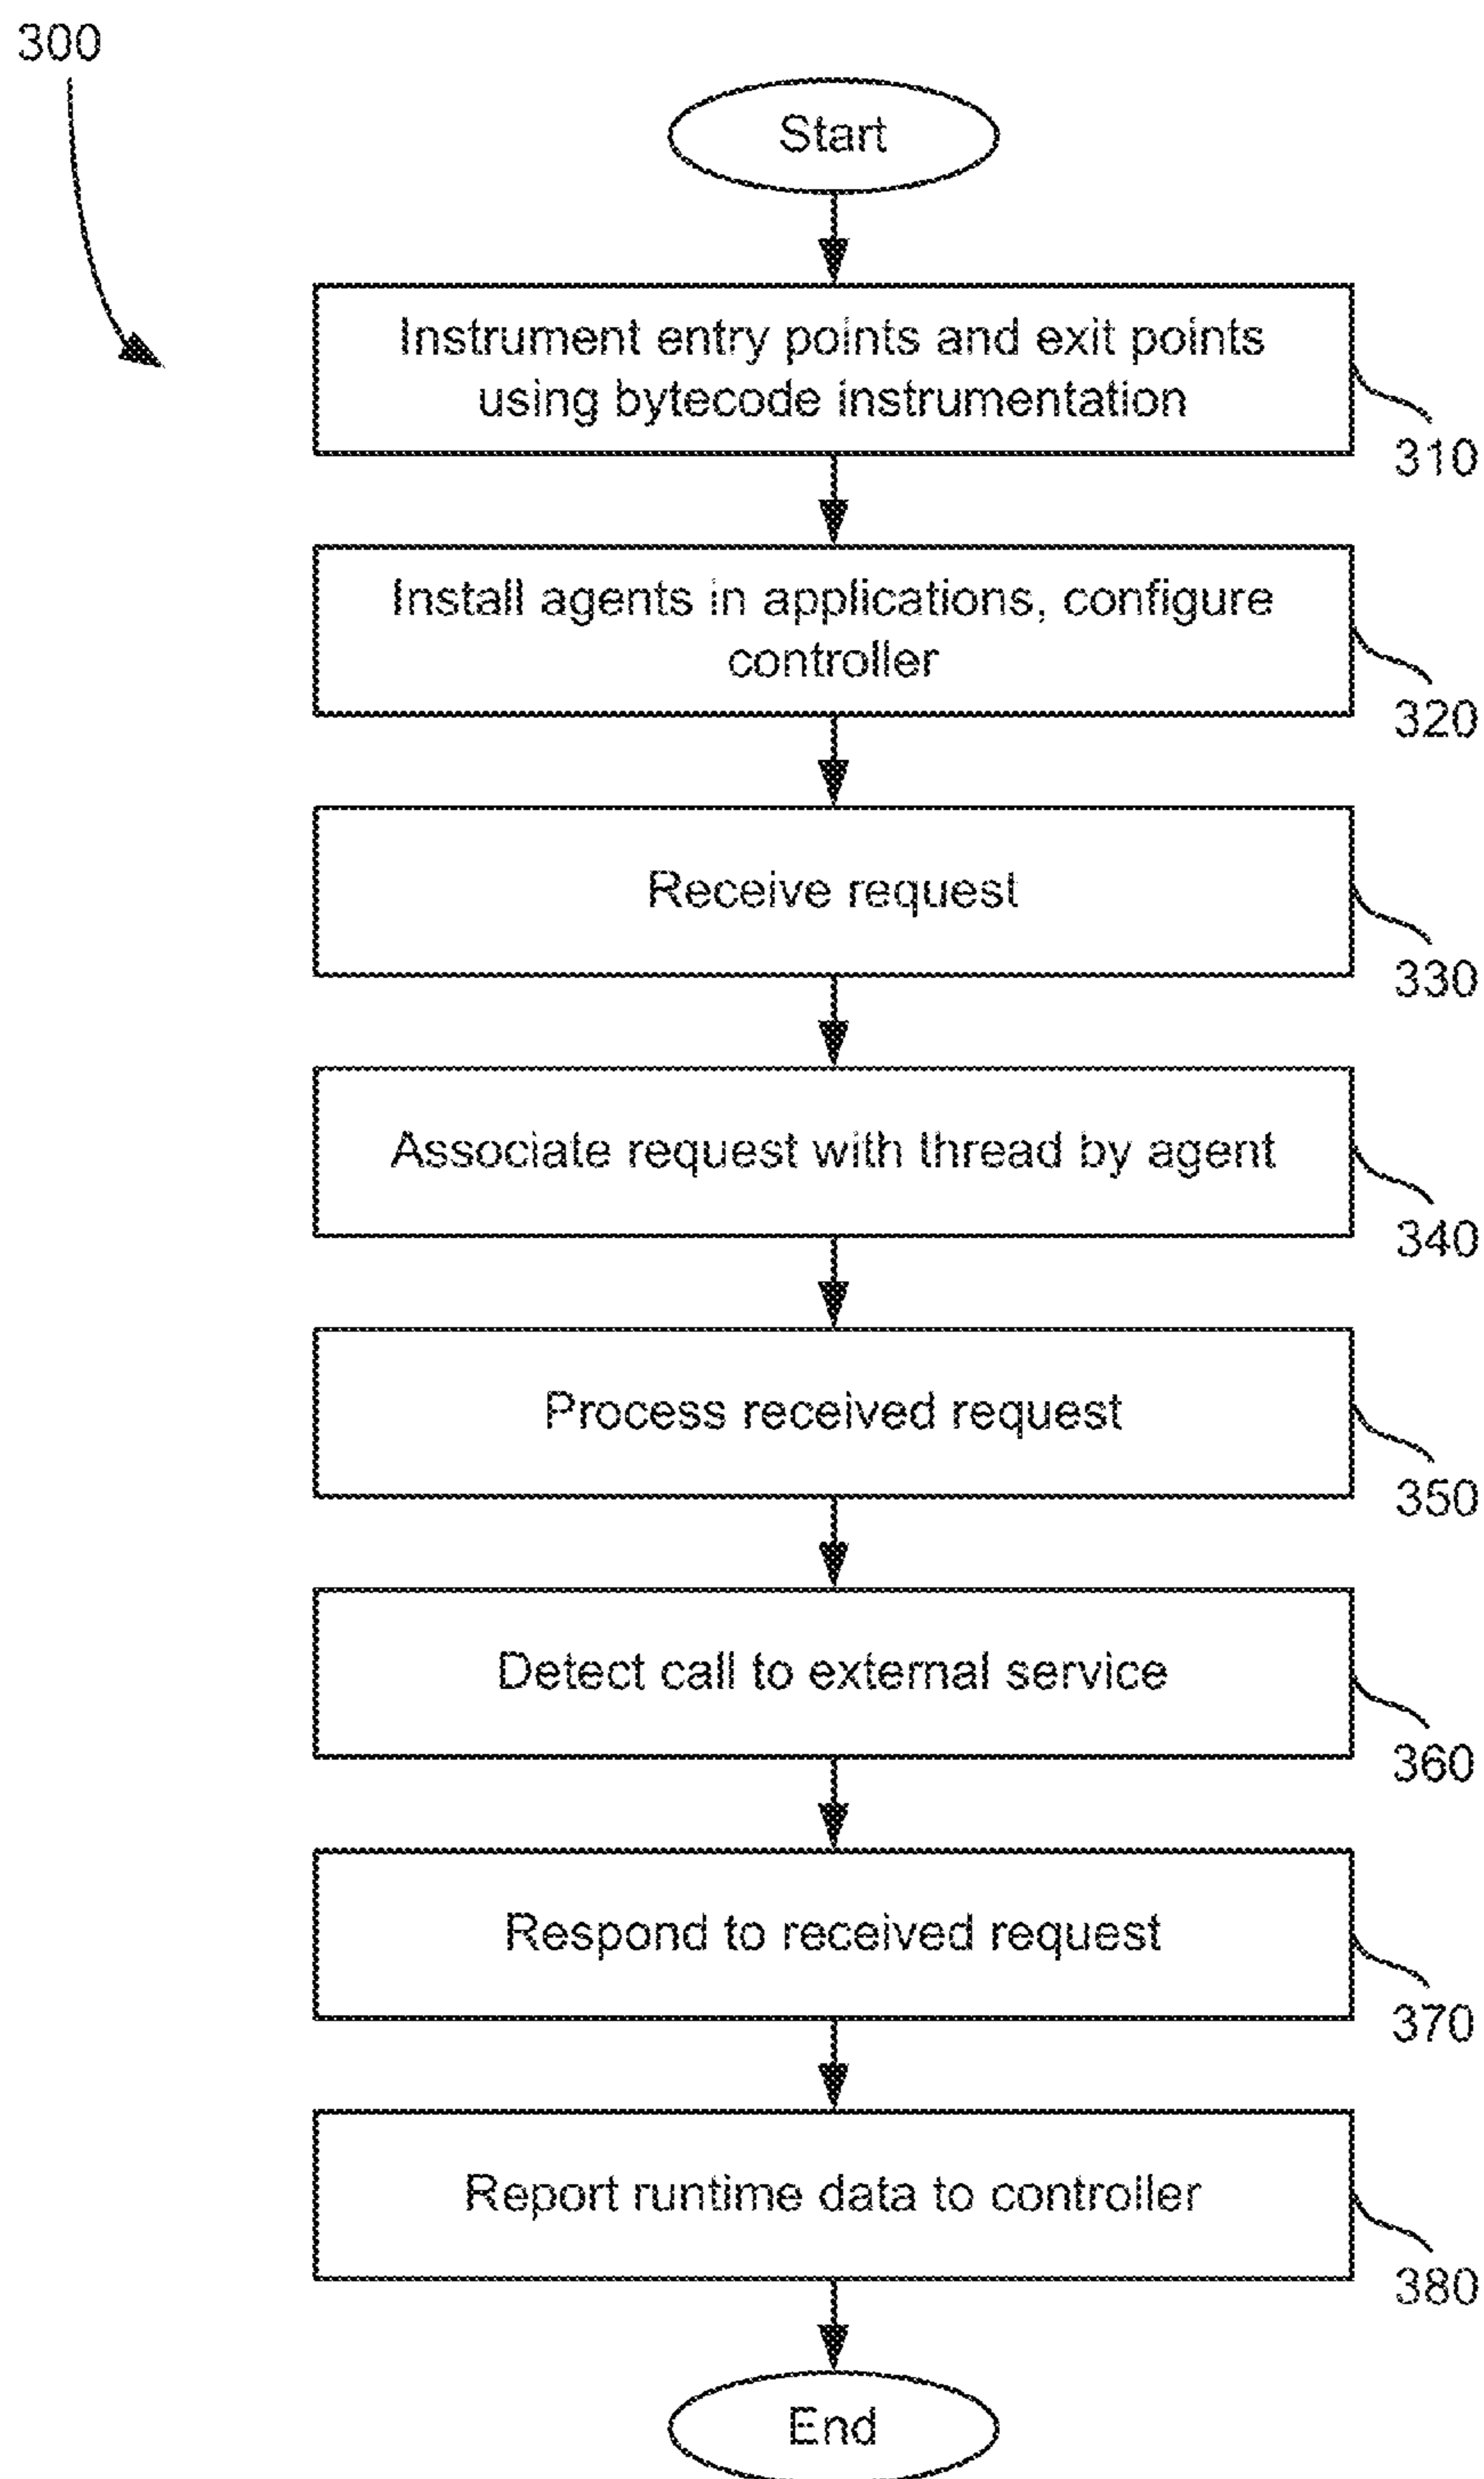 300
Start
Instrument entry points and exit points
using bytecode instrumentation
310
Install agents in applications, configure
controller
320
Receive request
330
Associate request with thread by agent
340
Process received request
350
Detect call to external service
360
Respond to received request
370
Report runtime data to controller
380
End